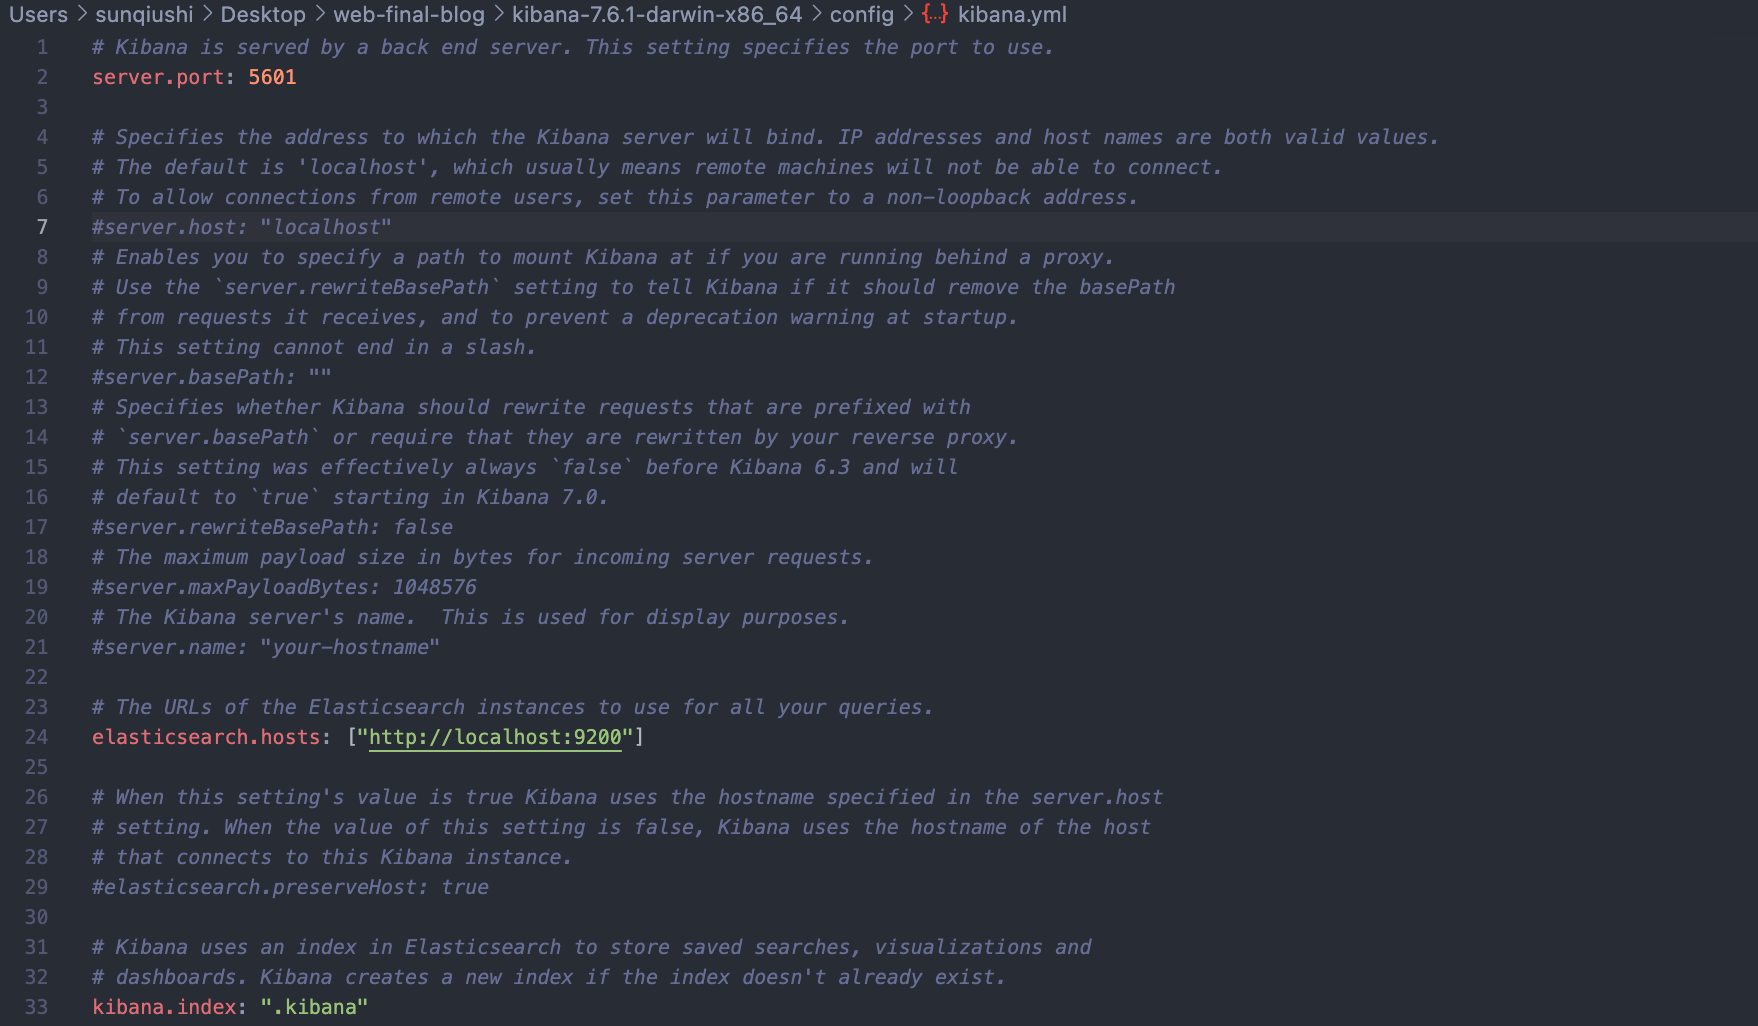 Users > sunqiushi > Desktop > web-final-blog > kibana-7.6.1-darwin-x86_64 > config > {..} kibana.yml
1 # Kibana is served by a back end server. This setting specifies the port to use.
2 server.port: 5601
3
4 # Specifies the address to which the Kibana server will bind. IP addresses and host names are both valid values.
5 # The default is 'localhost', which usually means remote machines will not be able to connect.
6 # To allow connections from remote users, set this parameter to a non-loopback address.
7 #server.host: "localhost"
8 # Enables you to specify a path to mount Kibana at if you are running behind a proxy.
9 # Use the `server.rewriteBasePath` setting to tell Kibana if it should remove the basePath
10 # from requests it receives, and to prevent a deprecation warning at startup.
11 # This setting cannot end in a slash.
12 #server.basePath: ""
13 # Specifies whether Kibana should rewrite requests that are prefixed with
14 # `server.basePath` or require that they are rewritten by your reverse proxy.
15 # This setting was effectively always `false` before Kibana 6.3 and will
16 # default to `true` starting in Kibana 7.0.
17 #server.rewriteBasePath: false
18 # The maximum payload size in bytes for incoming server requests.
19 #server.maxPayloadBytes: 1048576
20 # The Kibana server's name.  This is used for display purposes.
21 #server.name: "your-hostname"
22
23 # The URLs of the Elasticsearch instances to use for all your queries.
24 elasticsearch.hosts: ["http://localhost:9200"]
25
26 # When this setting's value is true Kibana uses the hostname specified in the server.host
27 # setting. When the value of this setting is false, Kibana uses the hostname of the host
28 # that connects to this Kibana instance.
29 #elasticsearch.preserveHost: true
30
31 # Kibana uses an index in Elasticsearch to store saved searches, visualizations and
32 # dashboards. Kibana creates a new index if the index doesn't already exist.
33 kibana.index: ".kibana"